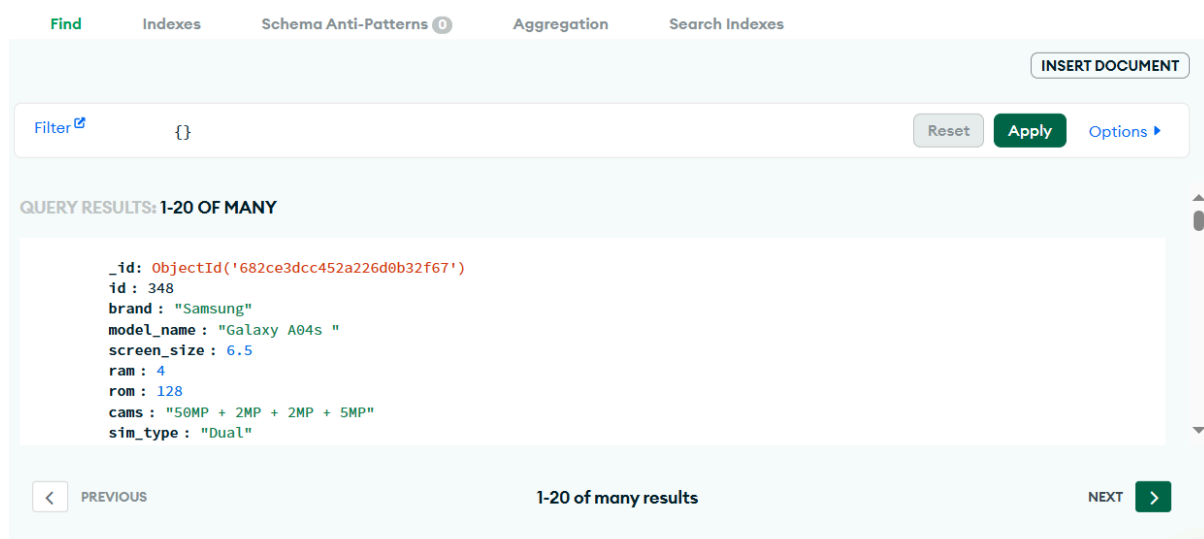 Find Indexes Schema Anti-Patterns 0 Aggregation Search Indexes
INSERT DOCUMENT
Filter {} Reset Apply Options
QUERY RESULTS: 1-20 OF MANY
_id: ObjectId('682ce3dcc452a226d0b32f67')
id : 348
brand : "Samsung"
model_name : "Galaxy A04s "
screen_size : 6.5
ram : 4
rom : 128
cams : "50MP + 2MP + 2MP + 5MP"
sim_type : "Dual"
PREVIOUS 1-20 of many results NEXT